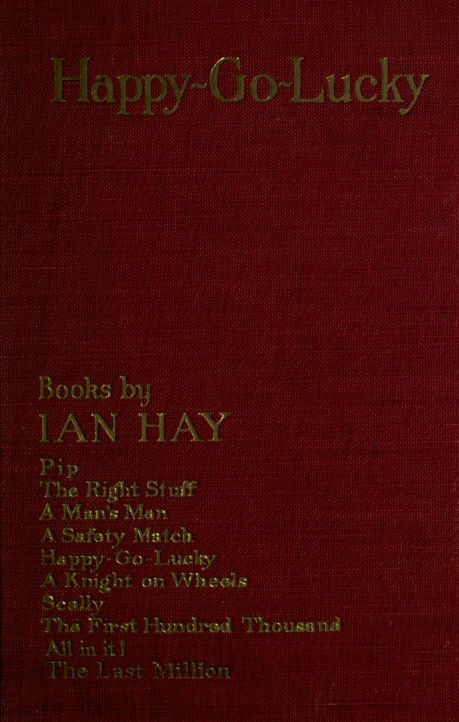 Happy-Go-Lucky
Books by
IAN HAY
Pip
The Right Stuff
A Man's Man
A Safety Match
Happy-Go-Lucky
A Knight on Wheels
Scally
The First Hundred Thousand
All in it!
The Last Million